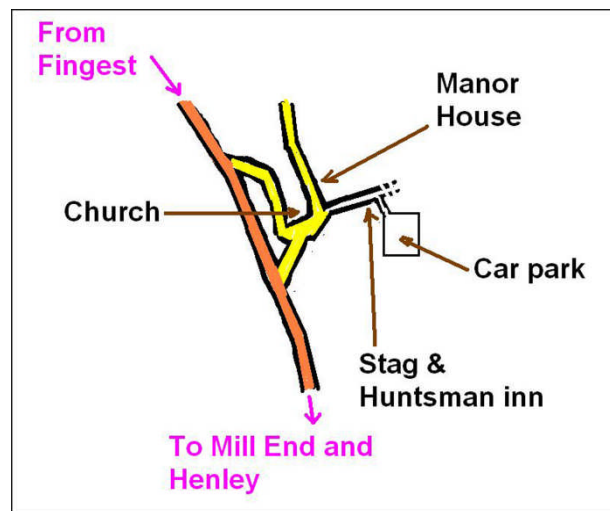 From
Fingest
Manor
House
Church
Car park
Stag &
Huntsman inn
To Mill End and
Henley